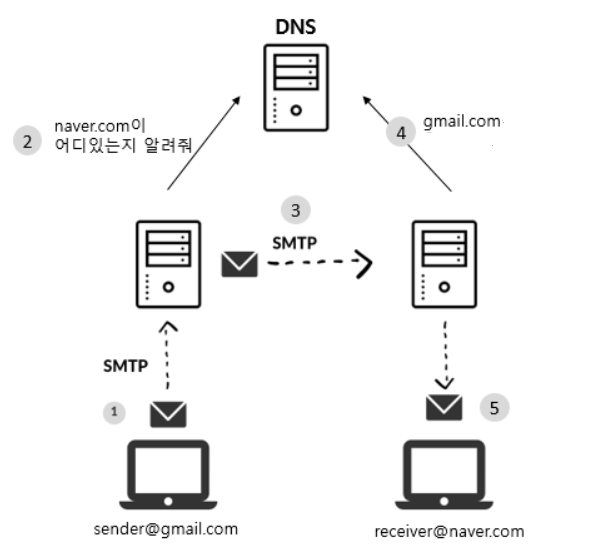 DNS
2
naver.com이
어디있는지 알려줘
4
gmail.com
3
SMTP
SMTP
1
5
sender@gmail.com
receiver@naver.com